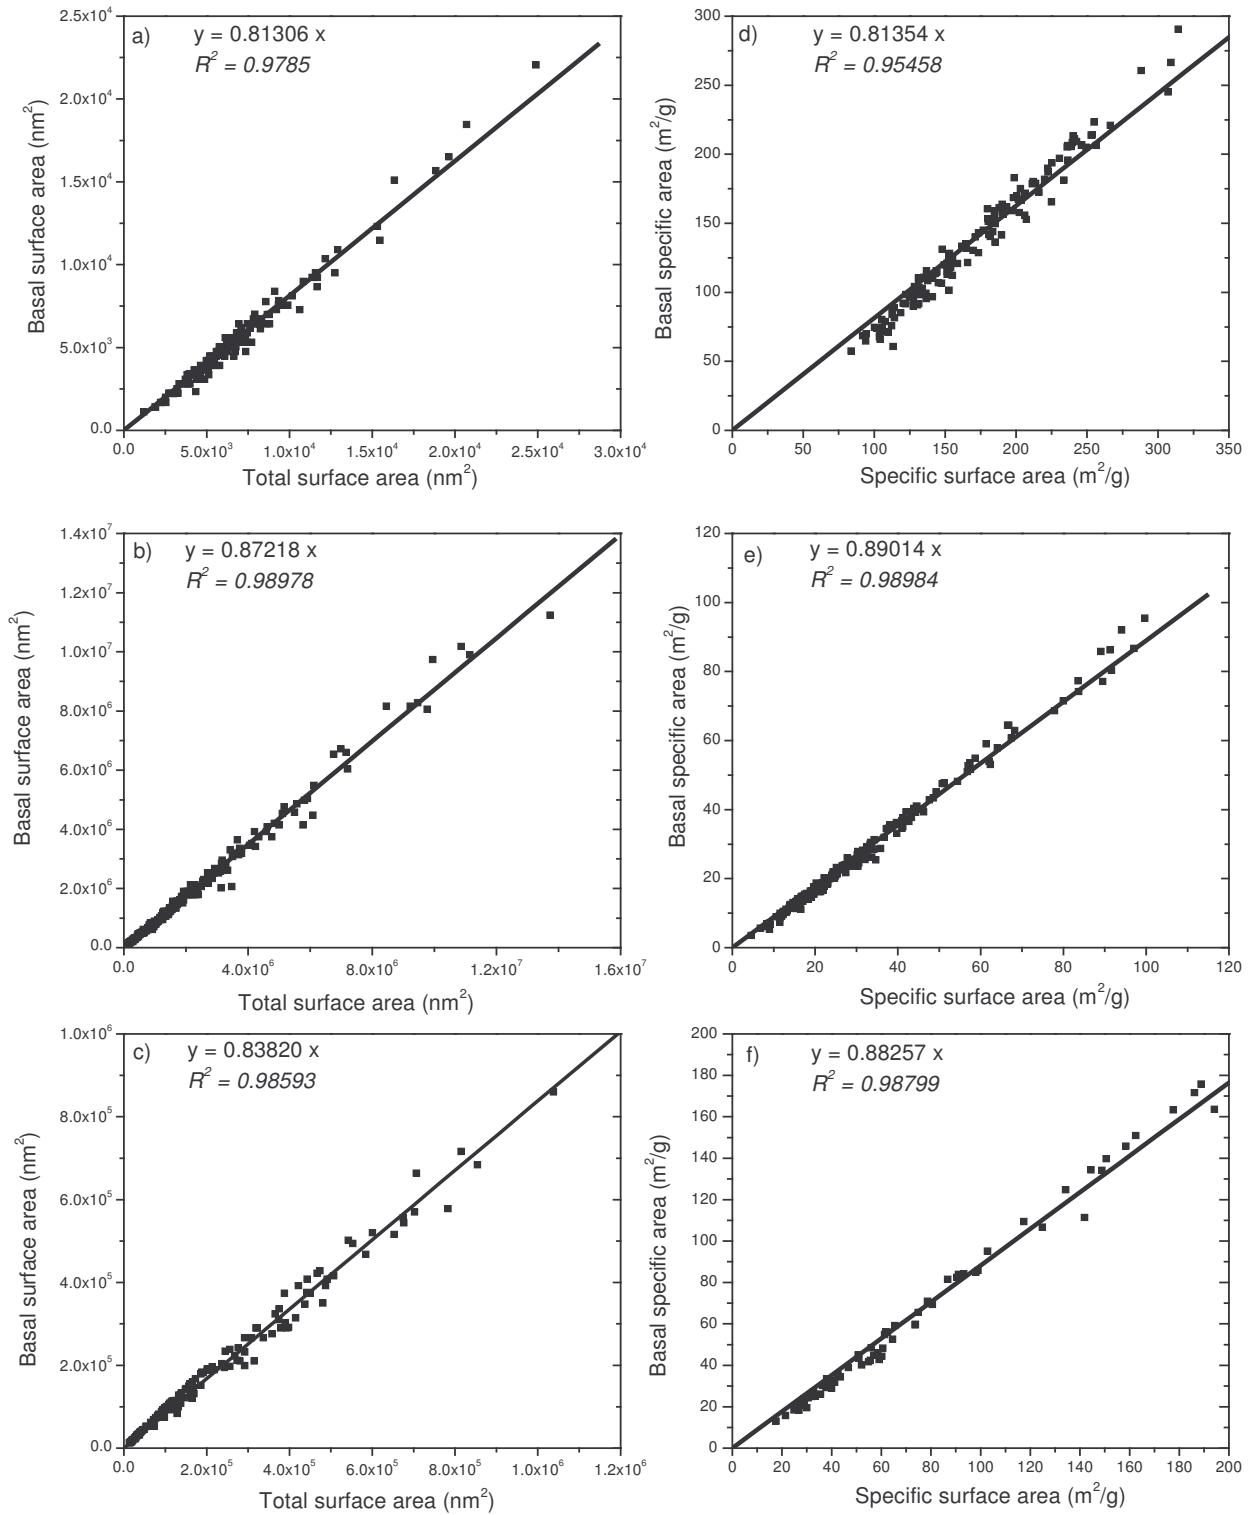 a)
y = 0.81306 x
R² = 0.9785
2.5x10⁴
2.0x10⁴
1.5x10⁴
1.0x10⁴
5.0x10³
0.0
Basal surface area (nm²)
0.0 5.0x10³ 1.0x10⁴ 1.5x10⁴ 2.0x10⁴ 2.5x10⁴ 3.0x10⁴
Total surface area (nm²)
d)
y = 0.81354 x
R² = 0.95458
300
250
200
150
100
50
0
Basal specific area (m²/g)
0 50 100 150 200 250 300 350
Specific surface area (m²/g)
b)
y = 0.87218 x
R² = 0.98978
1.4x10⁷
1.2x10⁷
1.0x10⁷
8.0x10⁶
6.0x10⁶
4.0x10⁶
2.0x10⁶
0.0
Basal surface area (nm²)
0.0 4.0x10⁶ 8.0x10⁶ 1.2x10⁷ 1.6x10⁷
Total surface area (nm²)
e)
y = 0.89014 x
R² = 0.98984
120
100
80
60
40
20
0
Basal specific area (m²/g)
0 20 40 60 80 100 120
Specific surface area (m²/g)
c)
y = 0.83820 x
R² = 0.98593
1.0x10⁶
8.0x10⁵
6.0x10⁵
4.0x10⁵
2.0x10⁵
0.0
Basal surface area (nm²)
0.0 2.0x10⁵ 4.0x10⁵ 6.0x10⁵ 8.0x10⁵ 1.0x10⁶ 1.2x10⁶
Total surface area (nm²)
f)
y = 0.88257 x
R² = 0.98799
200
180
160
140
120
100
80
60
40
20
0
Basal specific area (m²/g)
0 20 40 60 80 100 120 140 160 180 200
Specific surface area (m²/g)